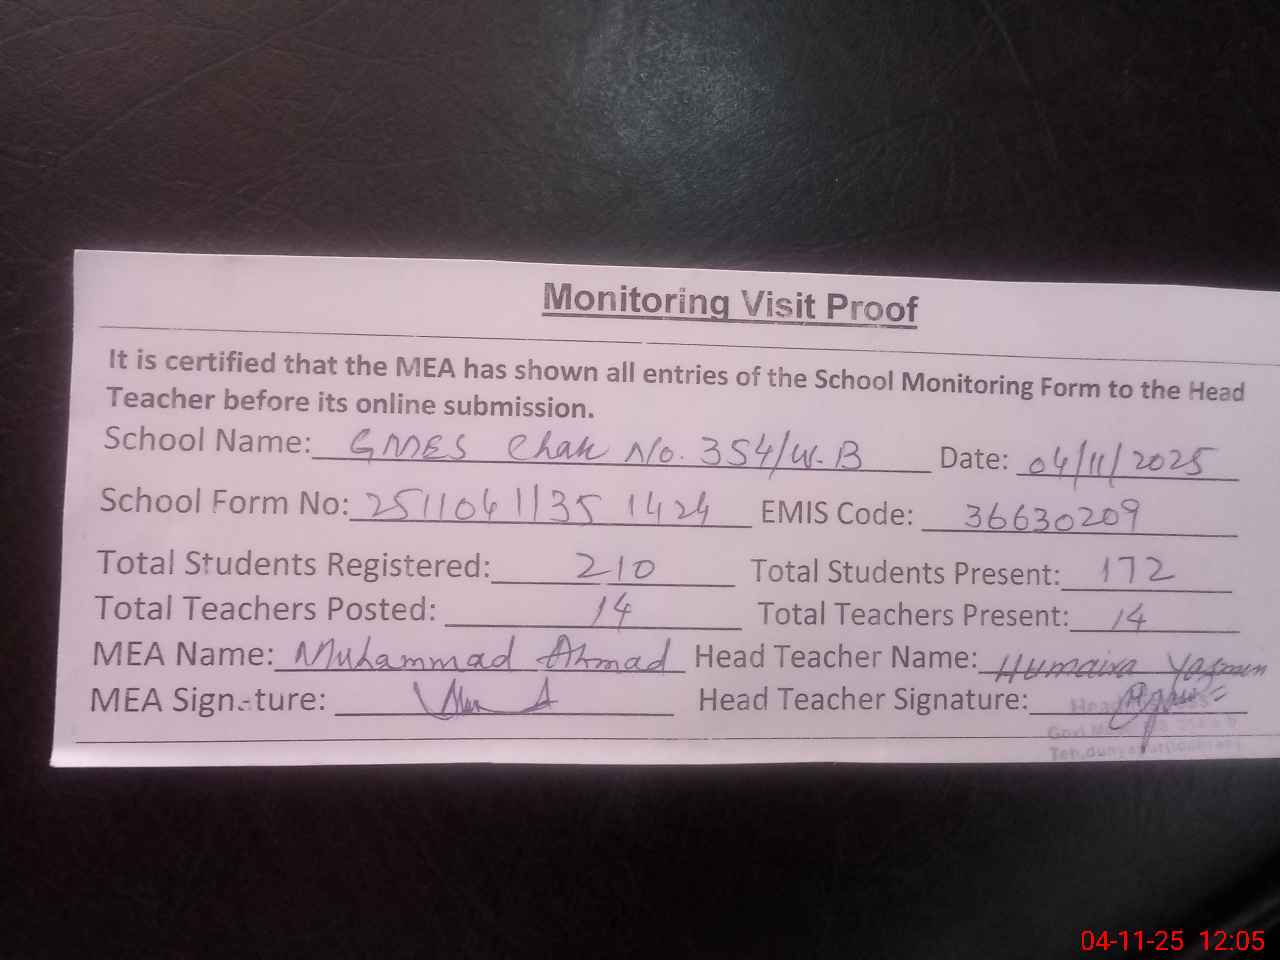 Monitoring Visit Proof
It is certified that the MEA has shown all entries of the School Monitoring Form to the Head
Teacher before its online submission.
School Name: GMES Chak No. 354/W.B Date: 04/11/2025
School Form No: 2511041135 1424 EMIS Code: 36630209
Total Students Registered: 210 Total Students Present: 172
Total Teachers Posted: 14 Total Teachers Present: 14
MEA Name: Muhammad Ahmad Head Teacher Name: Humaira Yasmin
MEA Sign.-ture: Head Teacher Signature:
Head
04-11-25 12:05